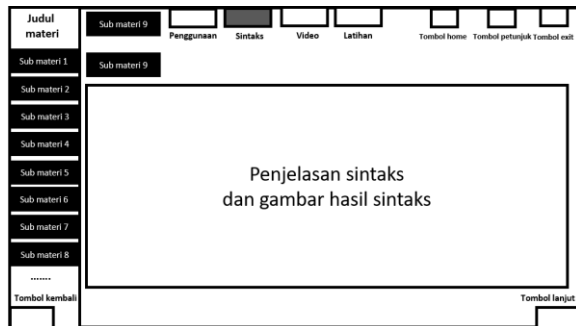 Judul
materi
Sub materi 1
Sub materi 2
Sub materi 3
Sub materi 4
Sub materi 5
Sub materi 6
Sub materi 7
Sub materi 8
.......
Tombol kembali
Sub materi 9
Penggunaan
Sintaks
Video
Latihan
Tombol home
Tombol petunjuk
Tombol exit
Sub materi 9
Penjelasan sintaks
dan gambar hasil sintaks
Tombol lanjut